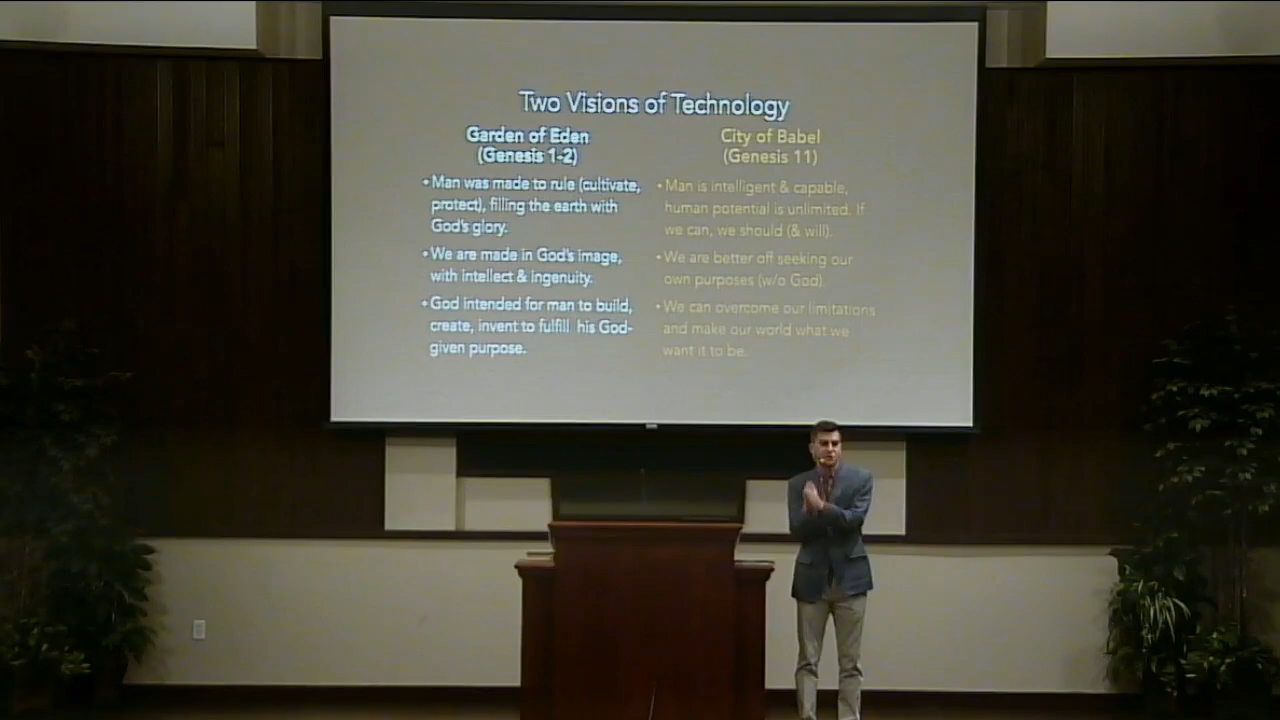 Two Visions of Technology
Garden of Eden
(Genesis 1-2)
• Man was made to rule (cultivate,
protect), filling the earth with
God's glory.
• We are made in God's image,
with intellect & ingenuity.
• God intended for man to build,
create, invent to fulfill his God-
given purpose.
City of Babel
(Genesis 11)
• Man is intelligent & capable,
human potential is unlimited. If
we can, we should (& will).
• We are better off seeking our
own purposes (w/o God).
• We can overcome our limitations
and make our world what we
want it to be.